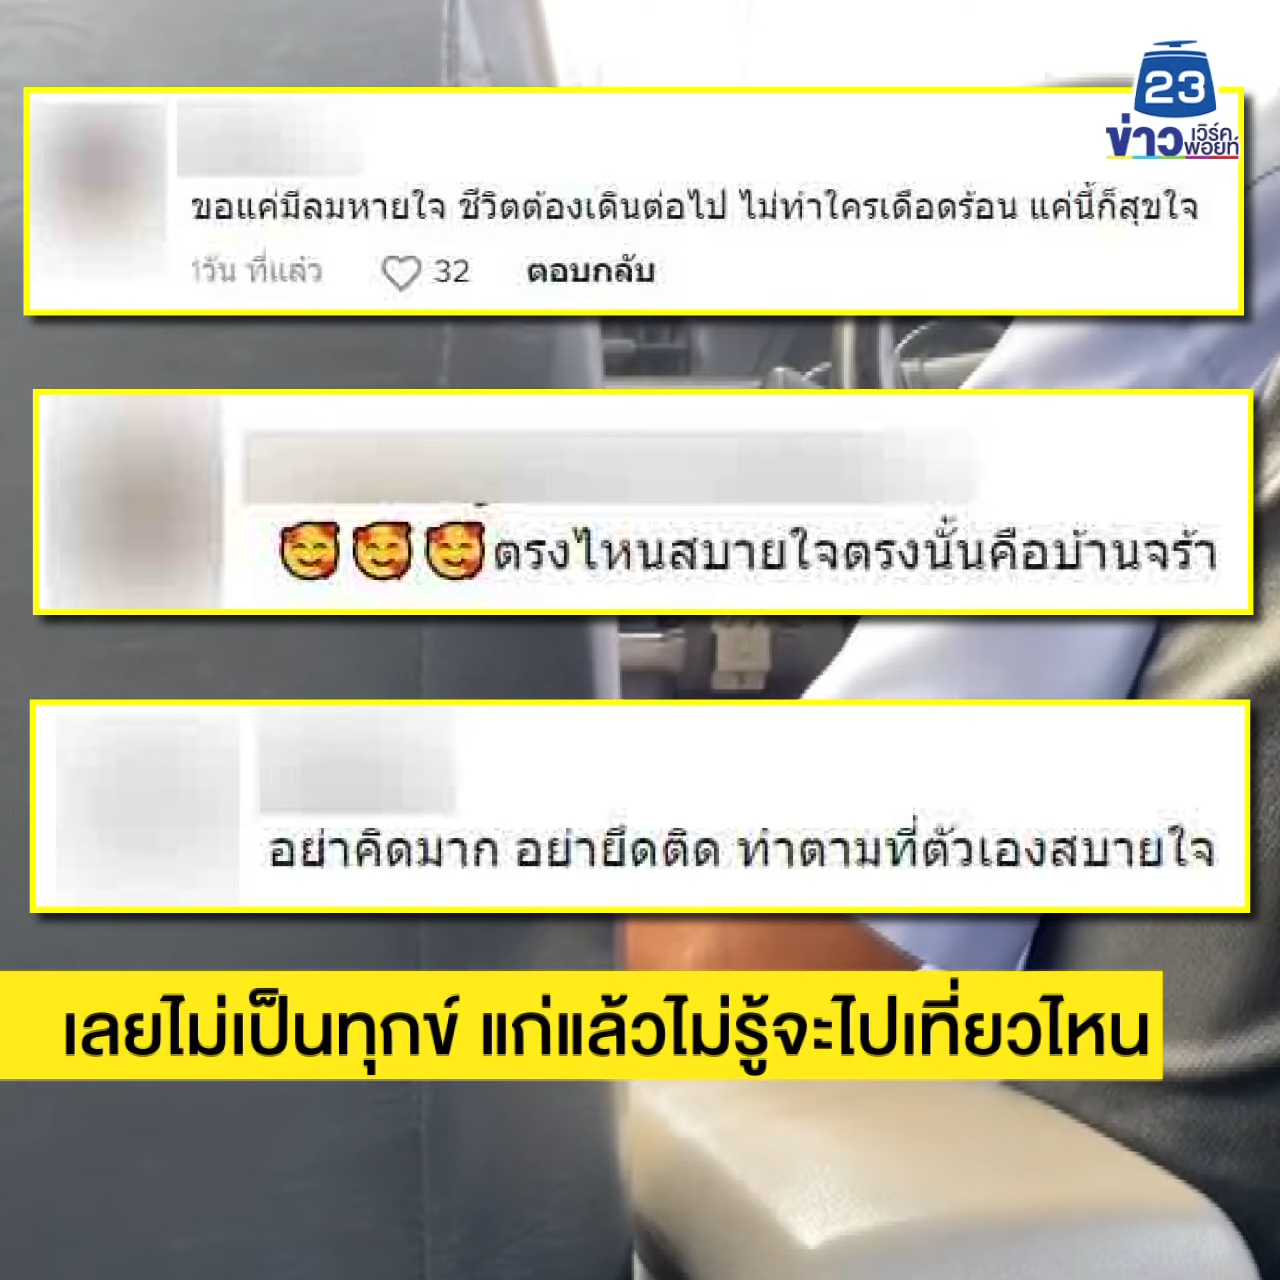 23
ข่าว เวิร์คพอยท์
ขอแค่มีลมหายใจ ชีวิตต้องเดินต่อไป ไม่ทำใครเดือดร้อน แค่นี้ก็สุขใจ
1วัน ที่แล้ว 32 ตอบกลับ
🥰🥰🥰ตรงไหนสบายใจตรงนั้นคือบ้านจร้า
อย่าคิดมาก อย่ายึดติด ทำตามที่ตัวเองสบายใจ
เลยไม่เป็นทุกข์ แก่แล้วไม่รู้จะไปเที่ยวไหน